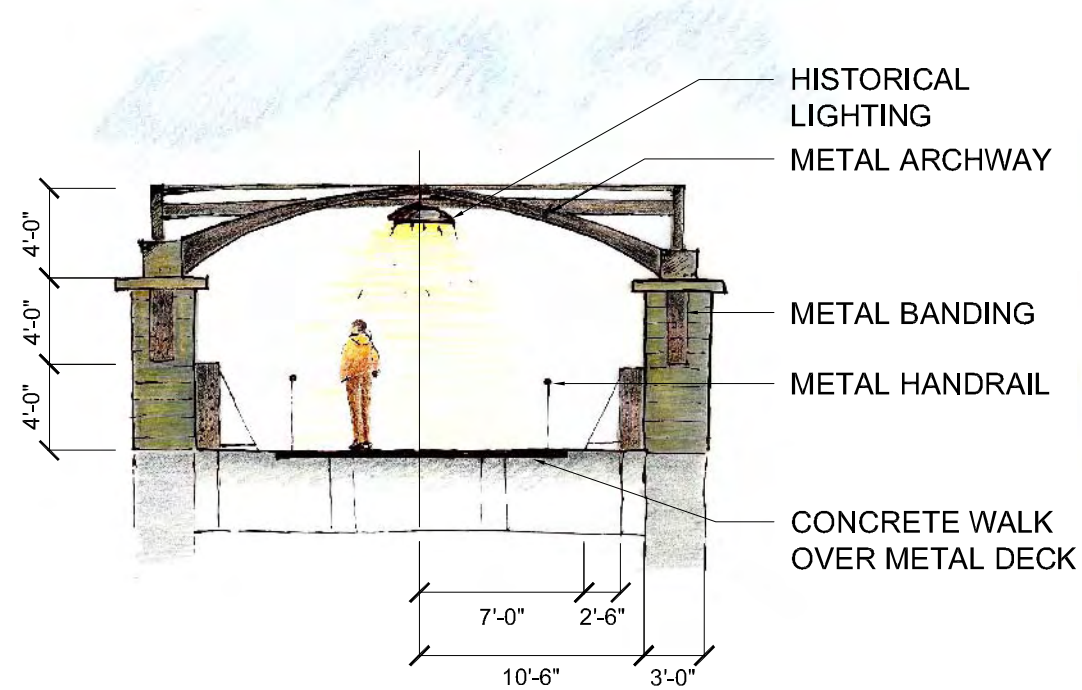 HISTORICAL
LIGHTING
METAL ARCHWAY
4'-0"
4'-0"
METAL BANDING
METAL HANDRAIL
4'-0"
CONCRETE WALK
OVER METAL DECK
7'-0"
2'-6"
10'-6"
3'-0"